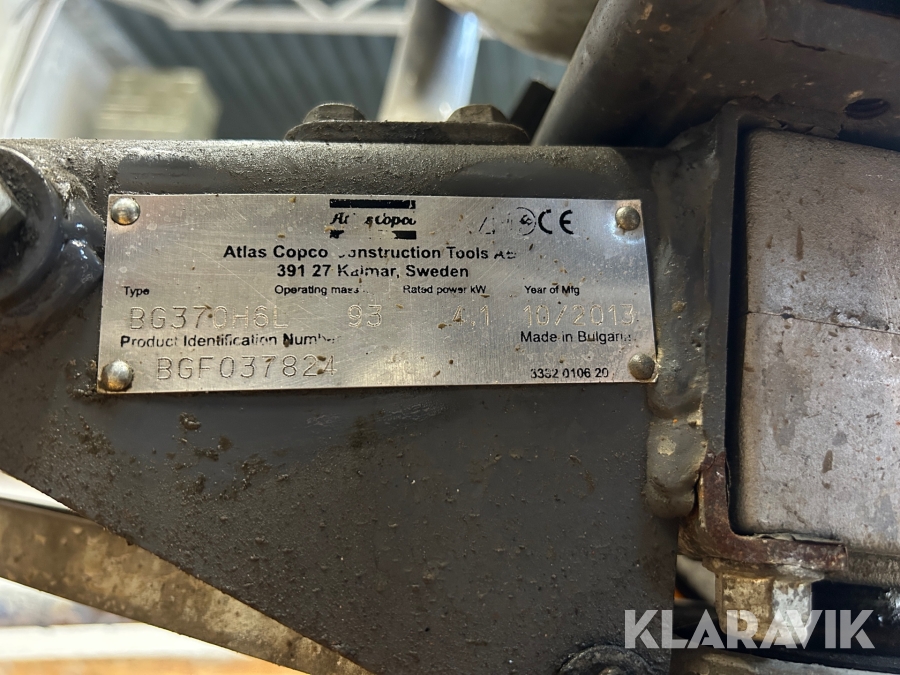 Atlas Copco
CE
Atlas Copco Construction Tools AB
391 27 Kalmar, Sweden
Type Operating mass Rated power kW Year of Mfg
BG370H6L 93 4,1 10/2013
Product Identification Number Made in Bulgaria
BGF037824
3392 0106 20
KLARAVIK